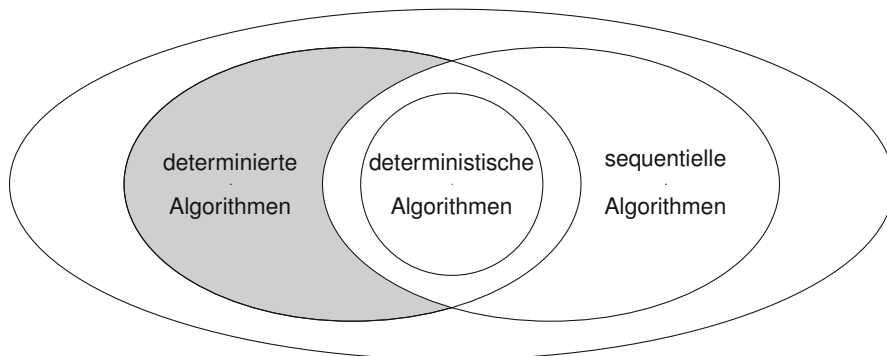 determinierte
Algorithmen
deterministische
Algorithmen
sequentielle
Algorithmen